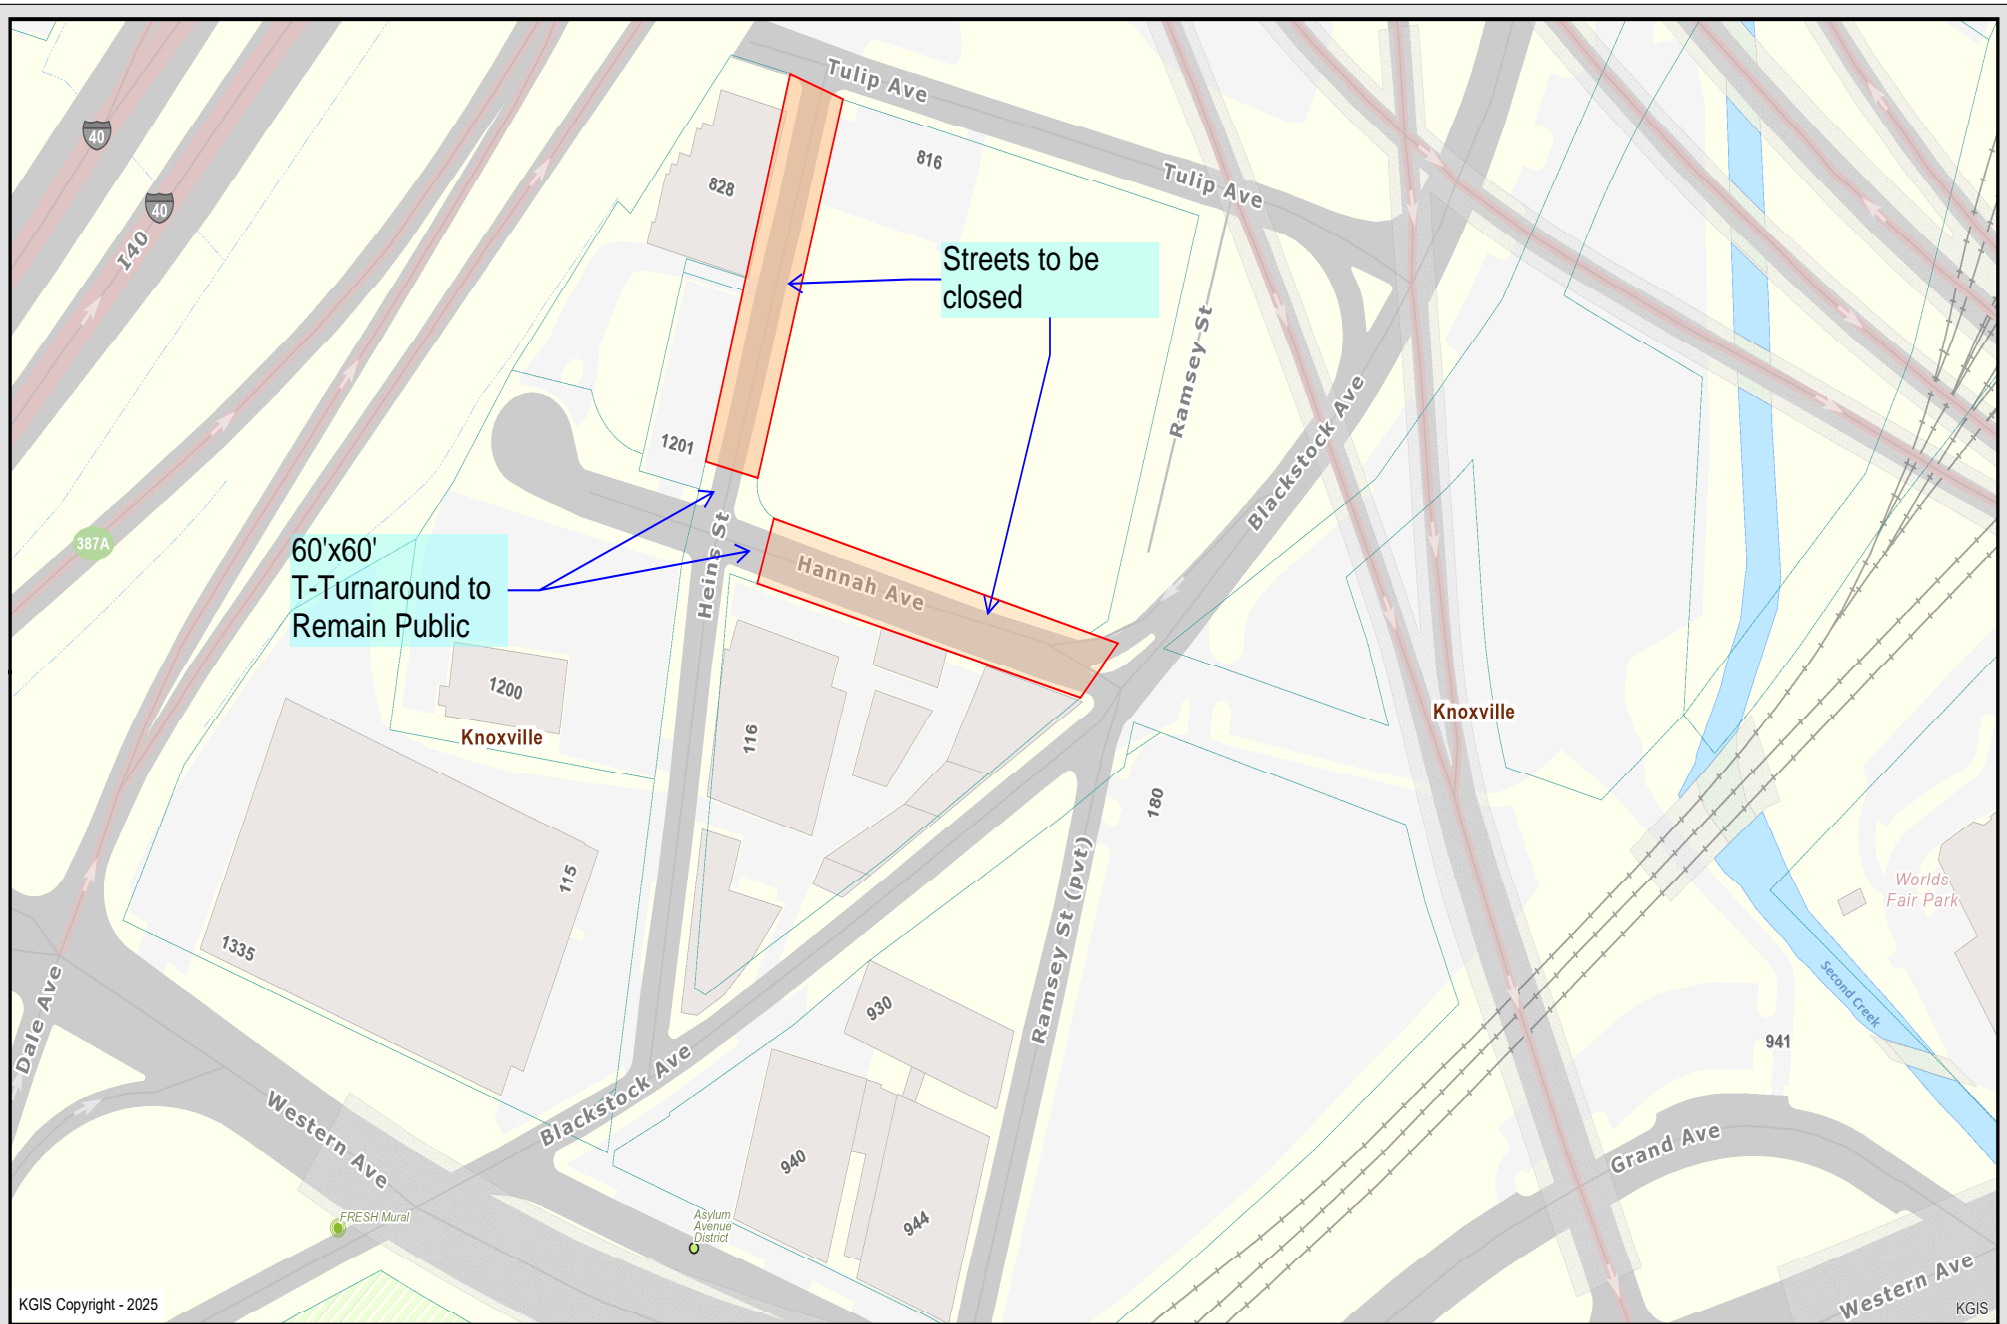 Tulip Ave
40
816
Tulip Ave
828
40
I40
Streets to be
closed
Ramsey St
Blackstock Ave
1201
387A
60'x60'
T-Turnaround to
Remain Public
Heins St
Hannah Ave
1200
Knoxville
Knoxville
116
180
115
Ramsey St (pvt)
Worlds
Fair Park
1335
Dale Ave
930
Second Creek
941
Blackstock Ave
Western Ave
940
Grand Ave
FRESH Mural
Asylum
Avenue
District
944
Western Ave
KGIS Copyright - 2025
KGIS